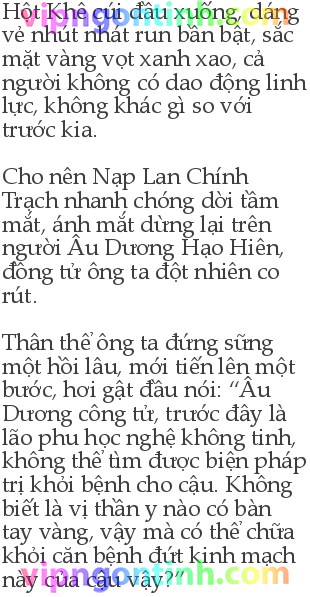 Hột Khê cúi đầu xuống, dáng
vẻ nhút nhát run bần bật, sắc
mặt vàng vọt xanh xao, cả
người không có dao động linh
lực, không khác gì so với
trước kia.
Cho nên Nạp Lan Chính
Trạch nhanh chóng dời tầm
mắt, ánh mắt dừng lại trên
người Âu Dương Hạo Hiên,
đồng tử ông ta đột nhiên co
rút.
Thân thể ông ta đứng sững
một hồi lâu, mới tiến lên một
bước, hơi gật đầu nói: “Âu
Dương công tử, trước đây là
lão phu học nghệ không tinh,
không thể tìm được biện pháp
trị khỏi bệnh cho cậu. Không
biết là vị thần y nào có bàn
tay vàng, vậy mà có thể chữa
khỏi căn bệnh đứt kinh mạch
này của cậu vậy?”
vipngontinh.com
vipngontinh.com